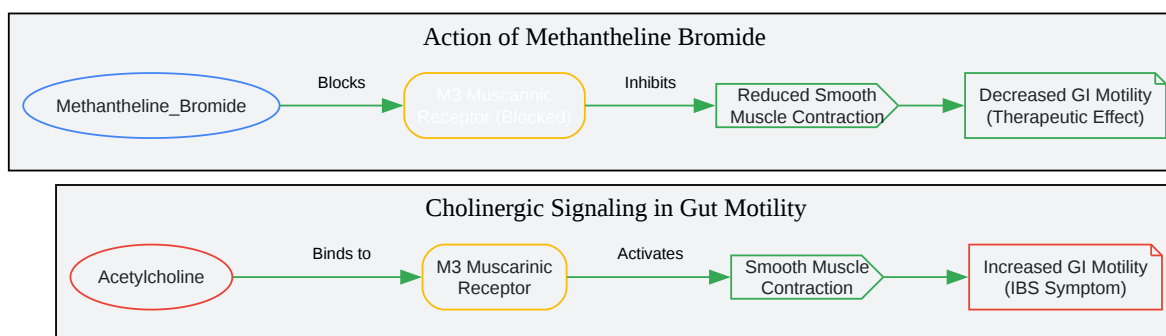 Action of Methantheline Bromide
Methantheline_Bromide
Blocks
M3 Muscarinic
Receptor (Blocked)
Inhibits
Reduced Smooth
Muscle Contraction
Decreased GI Motility
(Therapeutic Effect)
Cholinergic Signaling in Gut Motility
Acetylcholine
Binds to
M3 Muscarinic
Receptor
Activates
Smooth Muscle
Contraction
Increased GI Motility
(IBS Symptom)